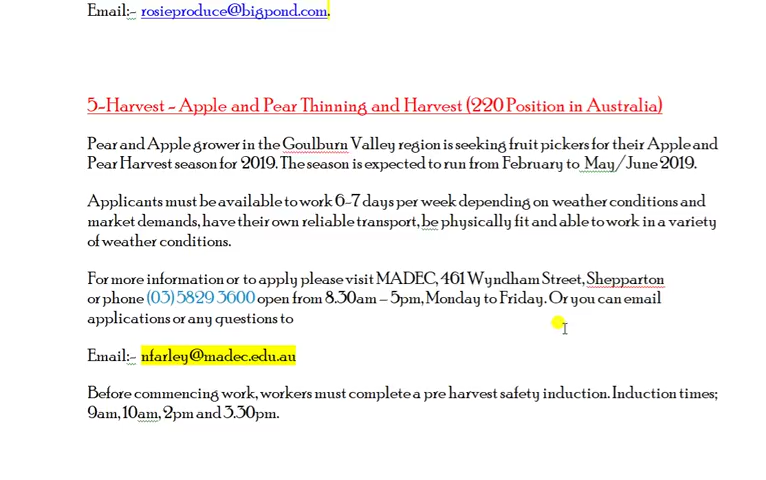 Email:- rosieproduce@bigpond.com.
5-Harvest - Apple and Pear Thinning and Harvest (220 Position in Australia)
Pear and Apple grower in the Goulburn Valley region is seeking fruit pickers for their Apple and
Pear Harvest season for 2019. The season is expected to run from February to May/June 2019.
Applicants must be available to work 6-7 days per week depending on weather conditions and
market demands, have their own reliable transport, be physically fit and able to work in a variety
of weather conditions.
For more information or to apply please visit MADEC, 461 Wyndham Street, Shepparton
or phone (03) 5829 3600 open from 8.30am – 5pm, Monday to Friday. Or you can email
applications or any questions to
Email:- nfarley@madec.edu.au
Before commencing work, workers must complete a pre harvest safety induction. Induction times;
9am, 10am, 2pm and 3.30pm.